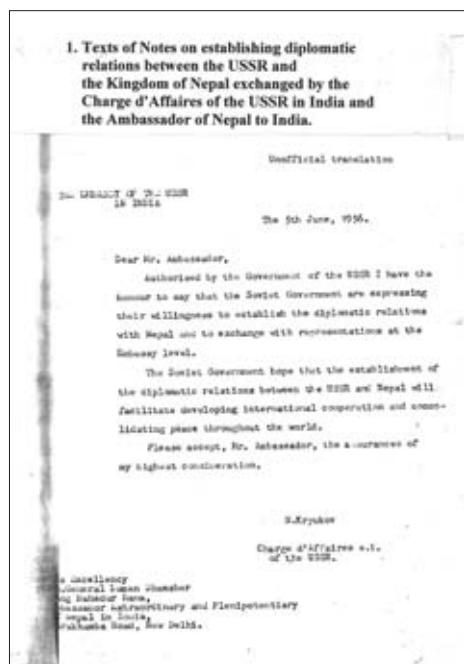 1. Texts of Notes on establishing diplomatic
relations between the USSR and
the Kingdom of Nepal exchanged by the
Charge d'Affaires of the USSR in India and
the Ambassador of Nepal to India.
Unofficial translation
EMBASSY OF THE USSR
IN INDIA
The 5th June, 1956.
Dear Mr. Ambassador,
Authorised by the Government of the USSR I have the
honour to say that the Soviet Government are expressing
their willingness to establish the diplomatic relations
with Nepal and to exchange with representations at the
Embassy level.
The Soviet Government hope that the establishment of
the diplomatic relations between the USSR and Nepal will
facilitate developing international cooperation and conso-
lidating peace throughout the world.
Please accept, Mr. Ambassador, the assurances of
my highest consideration.
Kryukov
Charge d'Affaires a.i.
of the USSR.
Excellency
General
Bahadur Rana,
and Plenipotentiary
Nepal in India,
Road, New Delhi.